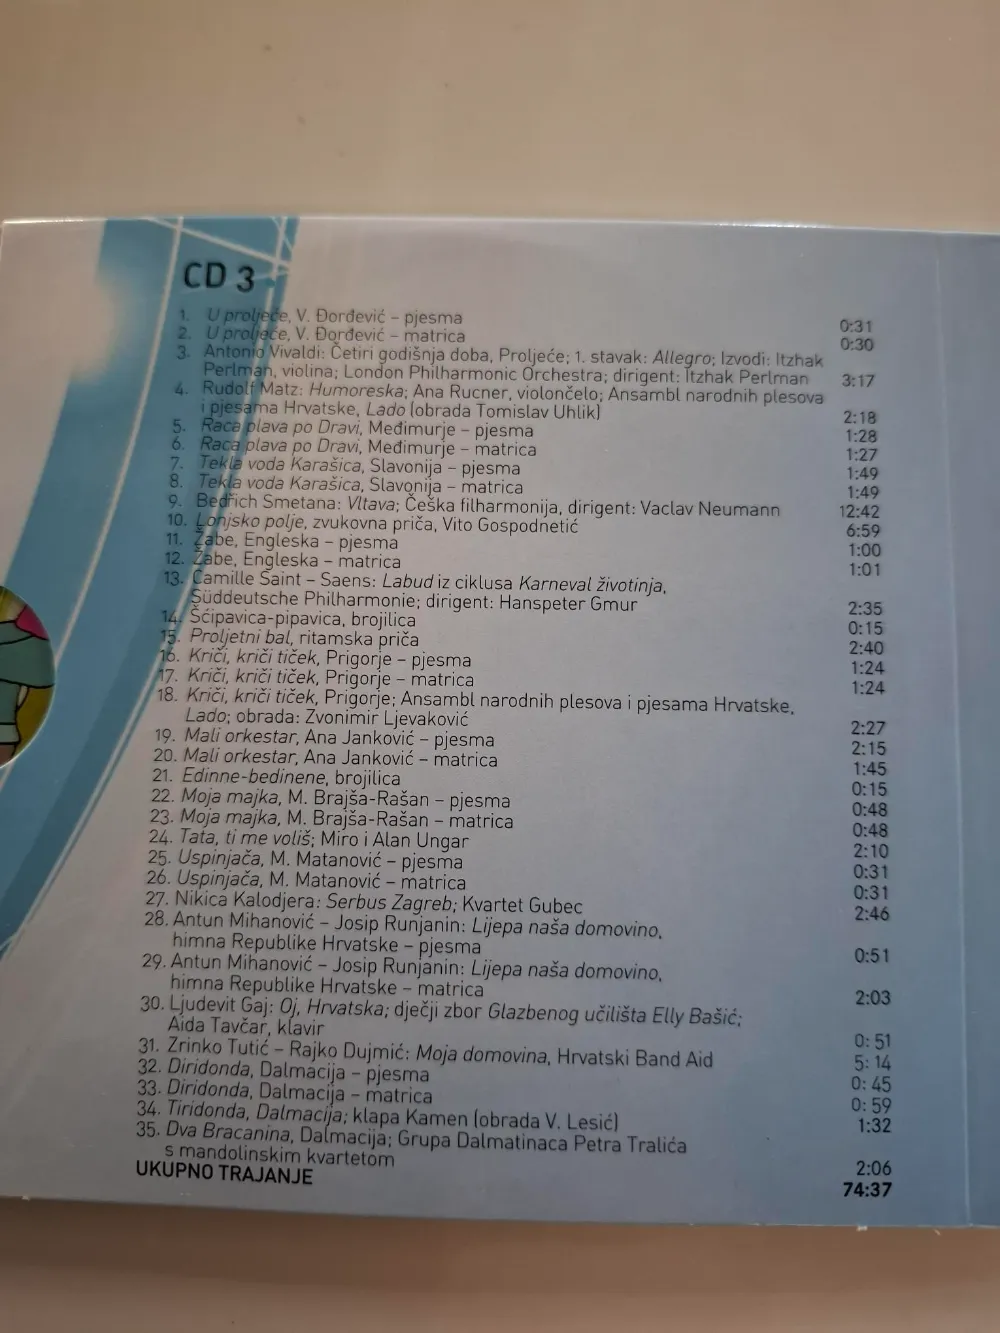 CD 3
1. U proljeće, V. Đorđević – pjesma 0:31
2. U proljeće, V. Đorđević – matrica 0:30
3. Antonio Vivaldi: Četiri godišnja doba, Proljeće; 1. stavak: Allegro; Izvodi: Itzhak
Perlman, violina; London Philharmonic Orchestra; dirigent: Itzhak Perlman 3:17
4. Rudolf Matz: Humoreska; Ana Rucner, violončelo; Ansambl narodnih plesova
i pjesama Hrvatske, Lado (obrada Tomislav Uhlik) 2:18
5. Raca plava po Dravi, Međimurje – pjesma 1:28
6. Raca plava po Dravi, Međimurje – matrica 1:27
7. Tekla voda Karašica, Slavonija – pjesma 1:49
8. Tekla voda Karašica, Slavonija – matrica 1:49
9. Bedřich Smetana: Vltava; Češka filharmonija, dirigent: Vaclav Neumann 12:42
10. Lonjsko polje, zvukovna priča, Vito Gospodnetić 6:59
11. Žabe, Engleska – pjesma 1:00
12. Žabe, Engleska – matrica 1:01
13. Camille Saint – Saens: Labud iz ciklusa Karneval životinja,
Süddeutsche Philharmonie; dirigent: Hanspeter Gmur 2:35
14. Šćipavica-pipavica, brojilica 0:15
15. Proljetni bal, ritamska priča 2:40
16. Kriči, kriči tiček, Prigorje – pjesma 1:24
17. Kriči, kriči tiček, Prigorje – matrica 1:24
18. Kriči, kriči tiček, Prigorje; Ansambl narodnih plesova i pjesama Hrvatske,
Lado; obrada: Zvonimir Ljevaković 2:27
19. Mali orkestar, Ana Janković – pjesma 2:15
20. Mali orkestar, Ana Janković – matrica 1:45
21. Edinne-bedinene, brojilica 0:15
22. Moja majka, M. Brajša-Rašan – pjesma 0:48
23. Moja majka, M. Brajša-Rašan – matrica 0:48
24. Tata, ti me voliš; Miro i Alan Ungar 2:10
25. Uspinjača, M. Matanović – pjesma 0:31
26. Uspinjača, M. Matanović – matrica 0:31
27. Nikica Kalodjera: Serbus Zagreb; Kvartet Gubec 2:46
28. Antun Mihanović – Josip Runjanin: Lijepa naša domovino,
himna Republike Hrvatske – pjesma 0:51
29. Antun Mihanović – Josip Runjanin: Lijepa naša domovino,
himna Republike Hrvatske – matrica 2:03
30. Ljudevit Gaj: Oj, Hrvatska; dječji zbor Glazbenog učilišta Elly Bašić;
Aida Tavčar, klavir 0: 51
31. Zrinko Tutić – Rajko Dujmić: Moja domovina, Hrvatski Band Aid 5: 14
32. Diridonda, Dalmacija – pjesma 0: 45
33. Diridonda, Dalmacija – matrica 0: 59
34. Tiridonda, Dalmacija; klapa Kamen (obrada V. Lesić) 1:32
35. Dva Bracanina, Dalmacija; Grupa Dalmatinaca Petra Tralića
s mandolinskim kvartetom 2:06
UKUPNO TRAJANJE 74:37